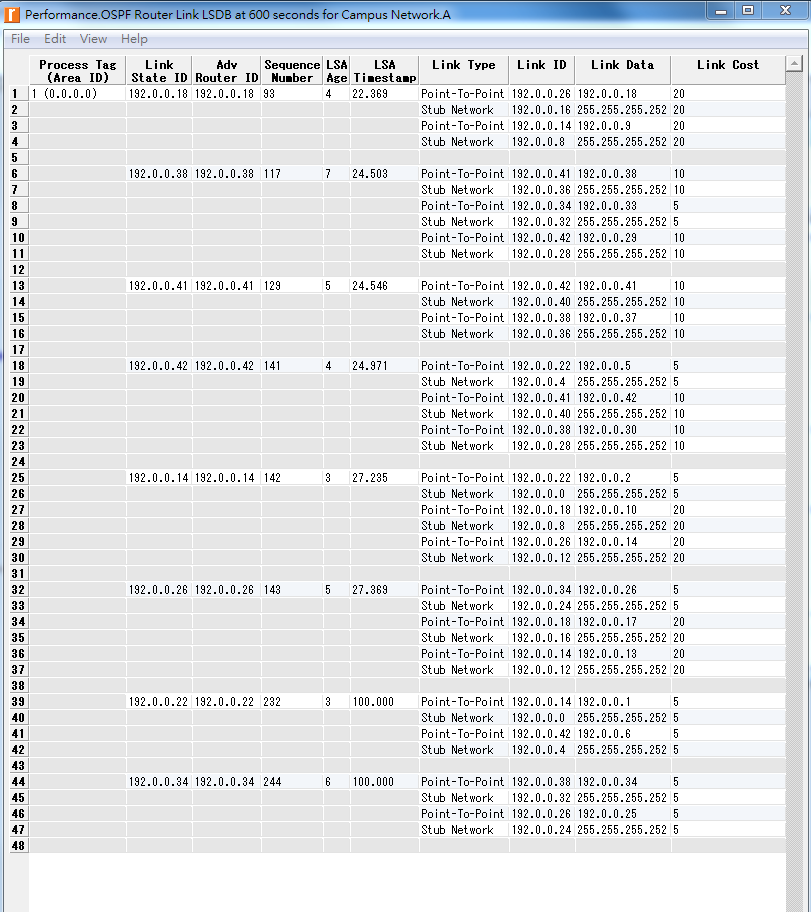 Performance.OSPF Router Link LSDB at 600 seconds for Campus Network.A
File Edit View Help
Process Tag (Area ID) Link State ID Adv Router ID Sequence Number LSA Age LSA Timestamp Link Type Link ID Link Data Link Cost
1 1 (0.0.0.0) 192.0.0.18 192.0.0.18 93 4 22.369 Point-To-Point 192.0.0.26 192.0.0.18 20
2 Stub Network 192.0.0.16 255.255.255.252 20
3 Point-To-Point 192.0.0.14 192.0.0.9 20
4 Stub Network 192.0.0.8 255.255.255.252 20
5
6 192.0.0.38 192.0.0.38 117 7 24.503 Point-To-Point 192.0.0.41 192.0.0.38 10
7 Stub Network 192.0.0.36 255.255.255.252 10
8 Point-To-Point 192.0.0.34 192.0.0.33 5
9 Stub Network 192.0.0.32 255.255.255.252 5
10 Point-To-Point 192.0.0.42 192.0.0.29 10
11 Stub Network 192.0.0.28 255.255.255.252 10
12
13 192.0.0.41 192.0.0.41 129 5 24.546 Point-To-Point 192.0.0.42 192.0.0.41 10
14 Stub Network 192.0.0.40 255.255.255.252 10
15 Point-To-Point 192.0.0.38 192.0.0.37 10
16 Stub Network 192.0.0.36 255.255.255.252 10
17
18 192.0.0.42 192.0.0.42 141 4 24.971 Point-To-Point 192.0.0.22 192.0.0.5 5
19 Stub Network 192.0.0.4 255.255.255.252 5
20 Point-To-Point 192.0.0.41 192.0.0.42 10
21 Stub Network 192.0.0.40 255.255.255.252 10
22 Point-To-Point 192.0.0.38 192.0.0.30 10
23 Stub Network 192.0.0.28 255.255.255.252 10
24
25 192.0.0.14 192.0.0.14 142 3 27.235 Point-To-Point 192.0.0.22 192.0.0.2 5
26 Stub Network 192.0.0.0 255.255.255.252 5
27 Point-To-Point 192.0.0.18 192.0.0.10 20
28 Stub Network 192.0.0.8 255.255.255.252 20
29 Point-To-Point 192.0.0.26 192.0.0.14 20
30 Stub Network 192.0.0.12 255.255.255.252 20
31
32 192.0.0.26 192.0.0.26 143 5 27.369 Point-To-Point 192.0.0.34 192.0.0.26 5
33 Stub Network 192.0.0.24 255.255.255.252 5
34 Point-To-Point 192.0.0.18 192.0.0.17 20
35 Stub Network 192.0.0.16 255.255.255.252 20
36 Point-To-Point 192.0.0.14 192.0.0.13 20
37 Stub Network 192.0.0.12 255.255.255.252 20
38
39 192.0.0.22 192.0.0.22 232 3 100.000 Point-To-Point 192.0.0.14 192.0.0.1 5
40 Stub Network 192.0.0.0 255.255.255.252 5
41 Point-To-Point 192.0.0.42 192.0.0.6 5
42 Stub Network 192.0.0.4 255.255.255.252 5
43
44 192.0.0.34 192.0.0.34 244 6 100.000 Point-To-Point 192.0.0.38 192.0.0.34 5
45 Stub Network 192.0.0.32 255.255.255.252 5
46 Point-To-Point 192.0.0.26 192.0.0.25 5
47 Stub Network 192.0.0.24 255.255.255.252 5
48